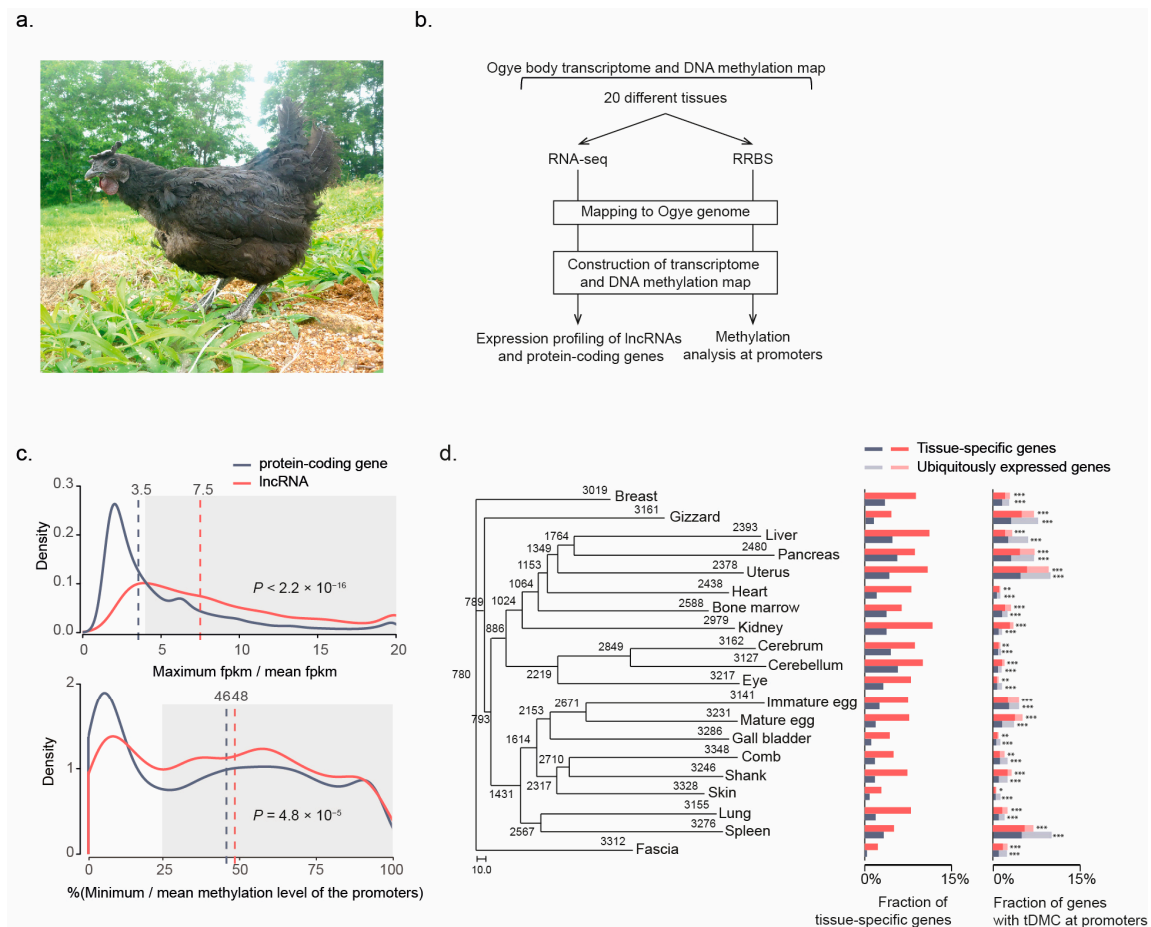 a.
b.
Ogye body transcriptome and DNA methylation map
20 different tissues
RNA-seq
RRBS
Mapping to Ogye genome
Construction of transcriptome
and DNA methylation map
Expression profiling of lncRNAs
and protein-coding genes
Methylation
analysis at promoters
c.
protein-coding gene
lncRNA
3.5
7.5
0.3
0.2
0.1
0.0
Density
P < 2.2 × 10⁻¹⁶
0
5
10
15
20
Maximum fpkm / mean fpkm
46
48
2
1
0
Density
P = 4.8 × 10⁻⁵
0
25
50
75
100
%(Minimum / mean methylation level of the promoters)
d.
Tissue-specific genes
Ubiquitously expressed genes
3019
Breast
3161
Gizzard
2393
Liver
1764
2480
Pancreas
1349
2378
Uterus
1153
2438
Heart
1064
2588
Bone marrow
1024
2979
Kidney
789
886
3162
Cerebrum
2849
3127
Cerebellum
2219
3217
Eye
780
793
3141
Immature egg
2671
3231
Mature egg
2153
3286
Gall bladder
1614
3348
Comb
2710
3246
Shank
2317
3328
Skin
1431
3155
Lung
3276
Spleen
2567
3312
Fascia
10.0
***
***
***
***
***
***
***
***
***
***
**
***
***
***
***
***
**
***
***
***
**
***
***
***
***
***
**
***
**
***
***
***
*
***
***
***
***
***
***
***
0%
15%
Fraction of
tissue-specific genes
0%
15%
Fraction of genes
with tDMC at promoters